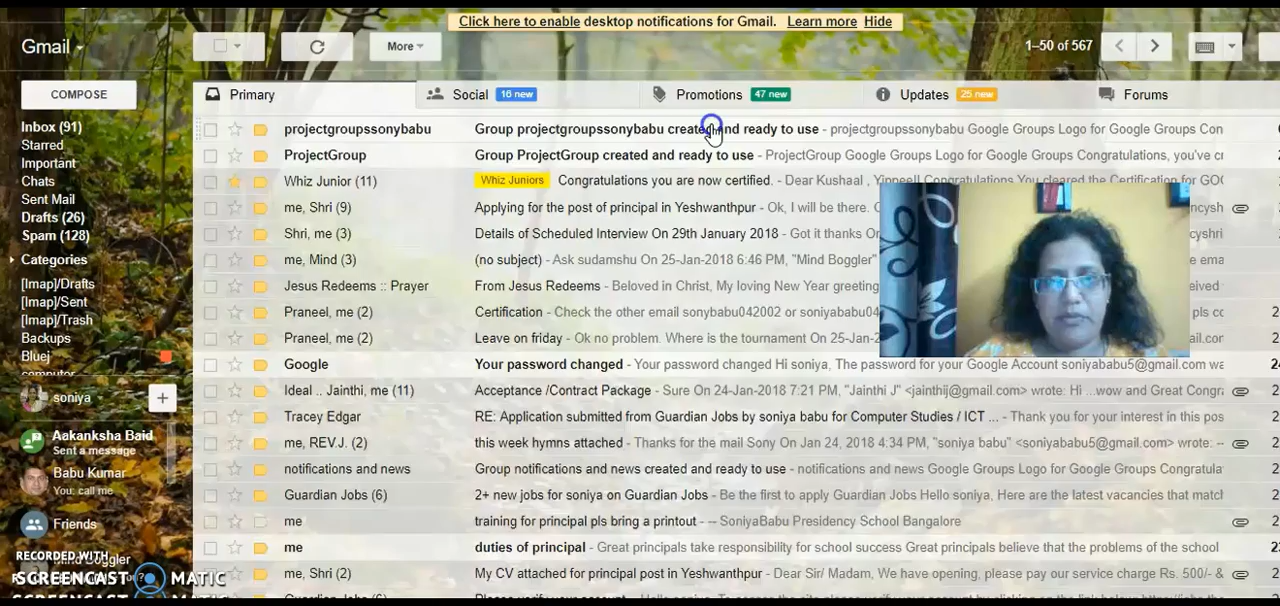 Click here to enable desktop notifications for Gmail. Learn more Hide
Gmail
More
1–50 of 567
COMPOSE
Primary
Social 16 new
Promotions 47 new
Updates 25 new
Forums
Inbox (91)
Starred
Important
Chats
Sent Mail
Drafts (26)
Spam (128)
Categories
[Imap]/Drafts
[Imap]/Sent
[Imap]/Trash
Backups
Bluej
soniya
Aakanksha Baid
Sent a message
Babu Kumar
You: call me
Friends
projectgroupssonybabu Group projectgroupssonybabu created and ready to use - projectgroupssonybabu Google Groups Logo for Google Groups Con
ProjectGroup Group ProjectGroup created and ready to use - ProjectGroup Google Groups Logo for Google Groups Congratulations, you've cr
Whiz Junior (11) Whiz Juniors Congratulations you are now certified. - Dear Kushaal , Yippeell Congratulations You cleared the Certification for GO
me, Shri (9) Applying for the post of principal in Yeshwanthpur - Ok, I will be there.
Shri, me (3) Details of Scheduled Interview On 29th January 2018 - Got it thanks On
me, Mind (3) (no subject) - Ask sudamshu On 25-Jan-2018 6:46 PM, "Mind Boggler"
Jesus Redeems :: Prayer From Jesus Redeems - Beloved in Christ, My loving New Year greeting
Praneel, me (2) Certification - Check the other email sonybabu042002 or soniyababu04
Praneel, me (2) Leave on friday - Ok no problem. Where is the tournament On 25-Jan-
Google Your password changed - Your password changed Hi soniya, The password for your Google Account soniyababu5@gmail.com wa
Ideal .. Jainthi, me (11) Acceptance /Contract Package - Sure On 24-Jan-2018 7:21 PM, "Jainthi J" <jainthij@gmail.com> wrote: Hi ...wow and Great Congra
Tracey Edgar RE: Application submitted from Guardian Jobs by soniya babu for Computer Studies / ICT ... - Thank you for your interest in this pos
me, REV.J. (2) this week hymns attached - Thanks for the mail Sony On Jan 24, 2018 4:34 PM, "soniya babu" <soniyababu5@gmail.com> wrote: --
notifications and news Group notifications and news created and ready to use - notifications and news Google Groups Logo for Google Groups Congratula
Guardian Jobs (6) 2+ new jobs for soniya on Guardian Jobs - Be the first to apply Guardian Jobs Hello soniya, Here are the latest vacancies that match
me training for principal pls bring a printout - -- SoniyaBabu Presidency School Bangalore
me duties of principal - Great principals take responsibility for school success Great principals believe that the problems of the school
me, Shri (2) My CV attached for principal post in Yeshwanthpur - Dear Sir/ Madam, We have opening, please pay our service charge Rs. 500/- &
RECORDED WITH
SCREENCAST MATIC